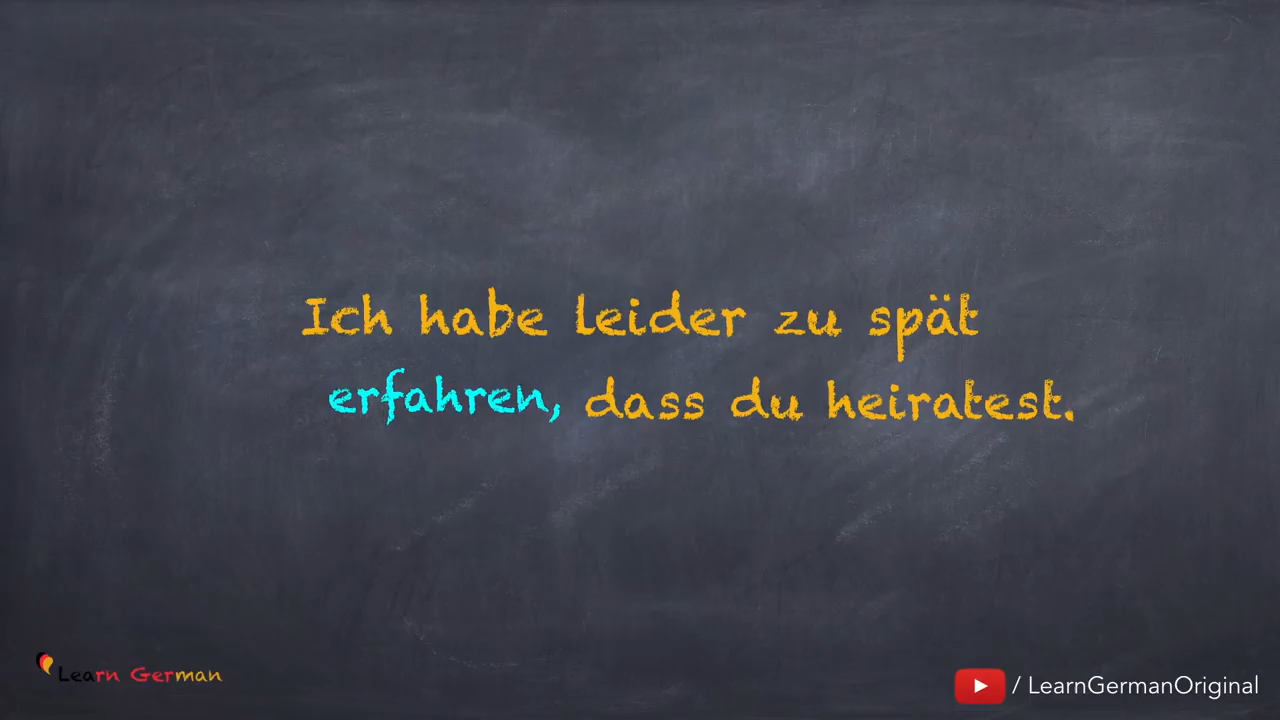 Ich habe leider zu spät
erfahren, dass du heiratest.
Learn German
/ LearnGermanOriginal